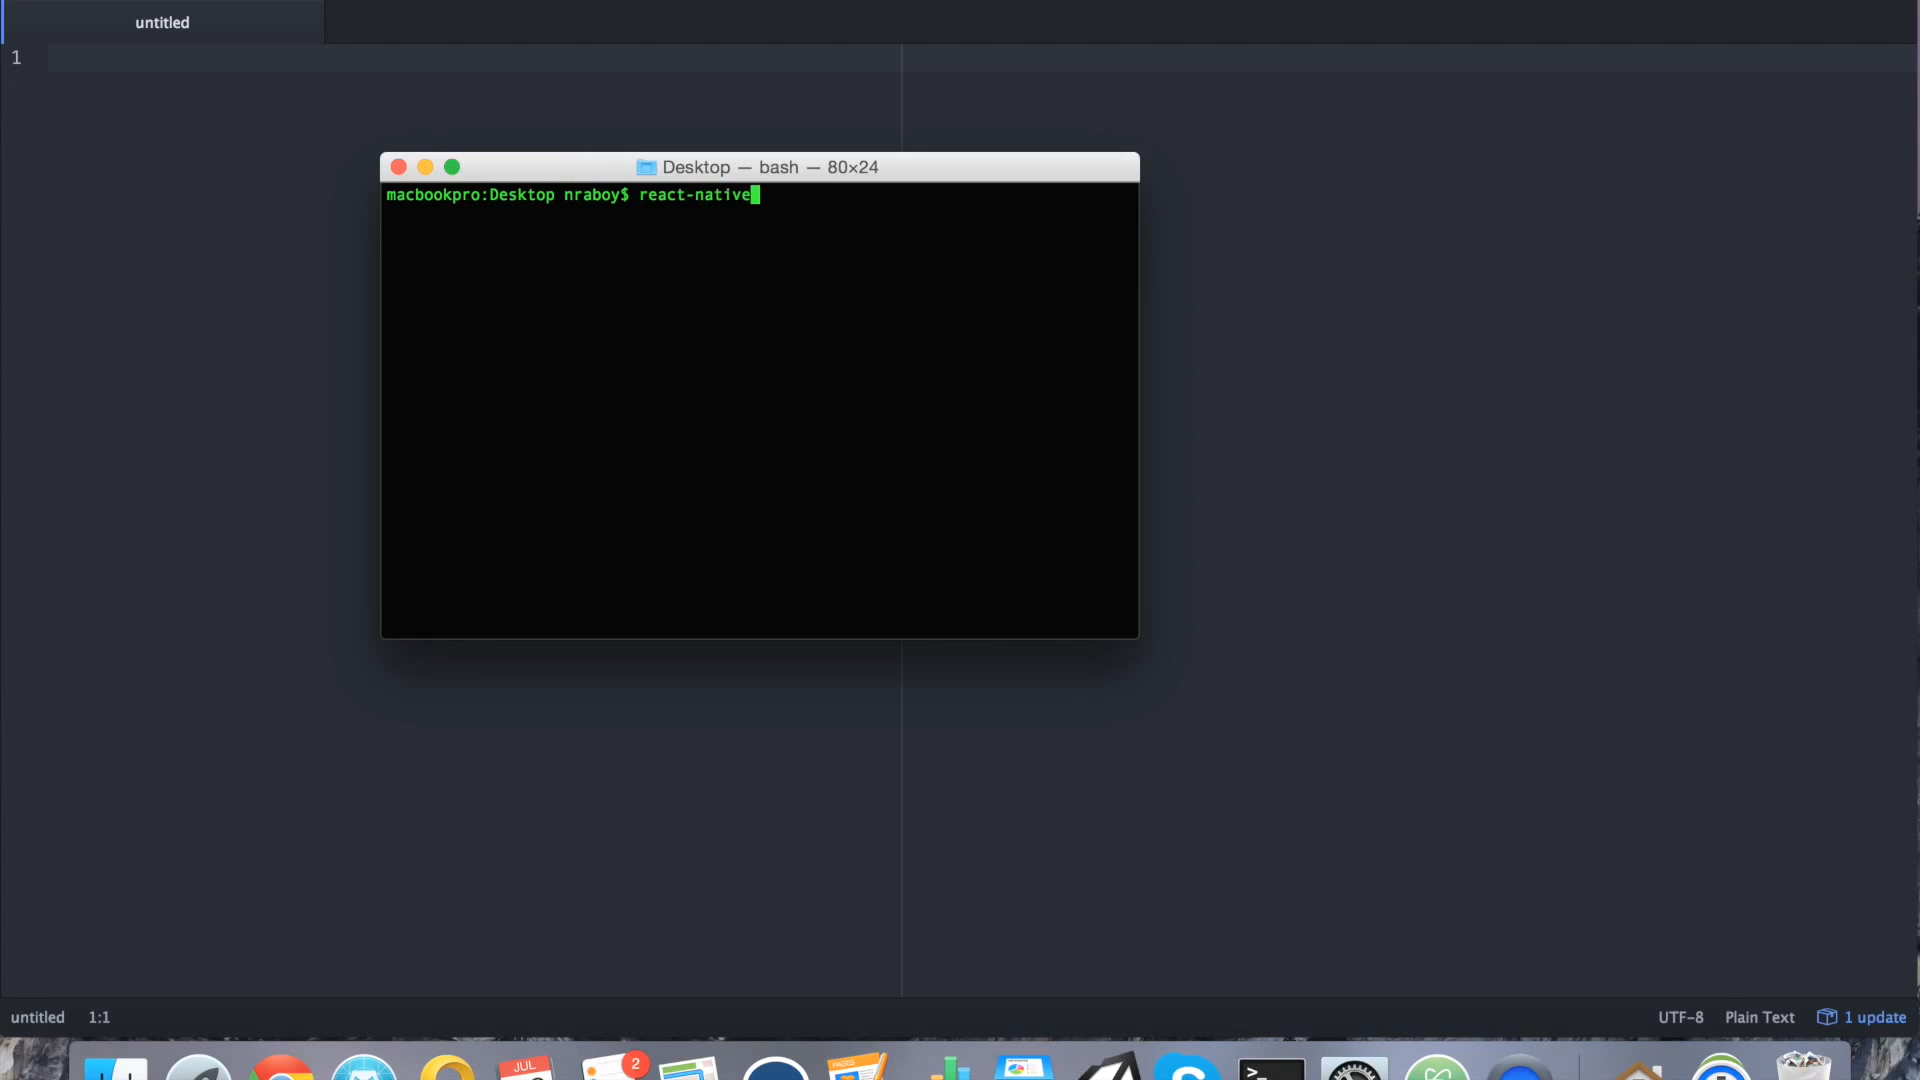 untitled
1
Desktop — bash — 80×24
macbookpro:Desktop nraboy$ react-native
untitled 1:1 UTF-8 Plain Text 1 update
JUL 2 PAGES
>_